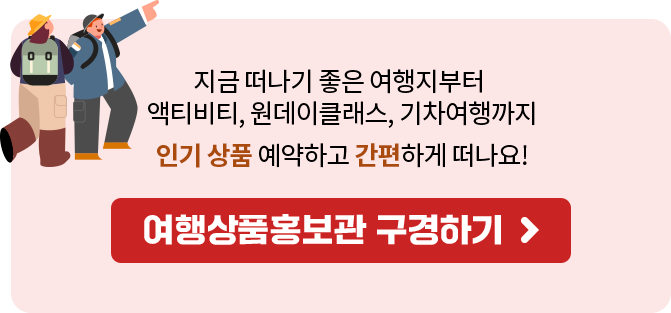 지금 떠나기 좋은 여행지부터
액티비티, 원데이클래스, 기차여행까지
인기 상품 예약하고 간편하게 떠나요!
여행상품홍보관 구경하기